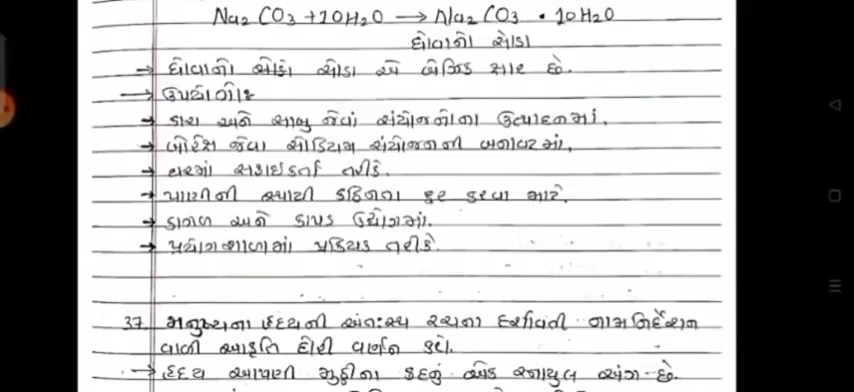 Na₂CO₃ + 10H₂O → Na₂CO₃ • 10H₂O
ધોવાનો સોડા
→ ધોવાનો સોડા એ બેઝિક ક્ષાર છે.
→ ઉપયોગો:
→ કાચ અને સાબુ જેવાં સંયોજનોના ઉત્પાદનમાં.
→ બોરેક્ષ જેવા સોડિયમ સંયોજનની બનાવટમાં.
→ ઘરમાં સફાઈકર્તા તરીકે.
→ પાણીની સ્થાયી કઠિનતા દૂર કરવા માટે.
→ કાગળ અને કાપડ ઉદ્યોગમાં.
→ પ્રયોગશાળામાં પ્રક્રિયક તરીકે.
37. મનુષ્યના હૃદયની અંતઃસ્થ રચના દર્શાવતી નામનિર્દેશન
વાળી આકૃતિ દોરી વર્ણન કરો.
→ હૃદય આપણી મુઠ્ઠીના કદનું એક સ્નાયુલ અંગ છે.